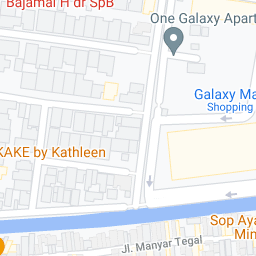 Bajamal H dr SpB
One Galaxy Apart
Galaxy Ma
Shopping
KAKE by Kathleen
Sop Aya
Min
Jl. Manyar Tegal